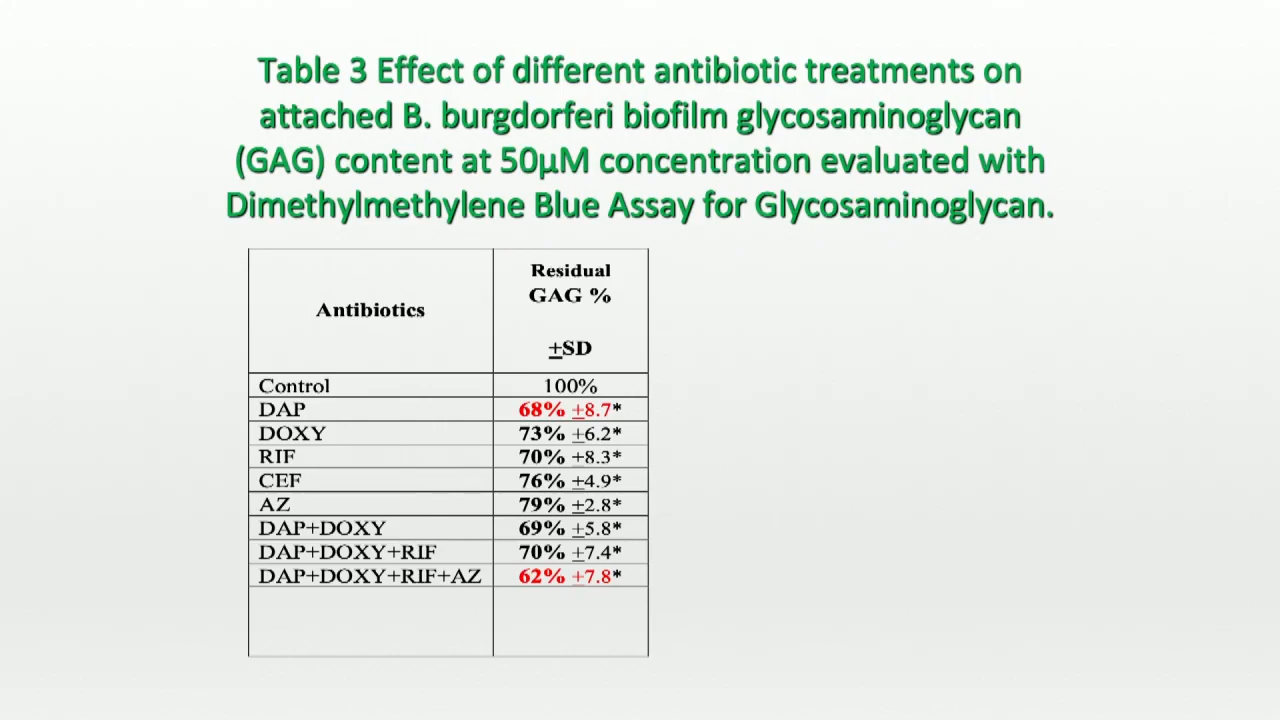 Table 3 Effect of different antibiotic treatments on
attached B. burgdorferi biofilm glycosaminoglycan
(GAG) content at 50µM concentration evaluated with
Dimethylmethylene Blue Assay for Glycosaminoglycan.
Antibiotics
Residual
GAG %
±SD
Control 100%
DAP 68% ±8.7*
DOXY 73% ±6.2*
RIF 70% ±8.3*
CEF 76% ±4.9*
AZ 79% ±2.8*
DAP+DOXY 69% ±5.8*
DAP+DOXY+RIF 70% ±7.4*
DAP+DOXY+RIF+AZ 62% ±7.8*